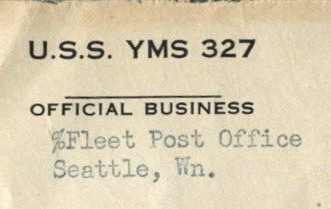 U.S.S. YMS 327
OFFICIAL BUSINESS
%Fleet Post Office
Seattle, Wn.